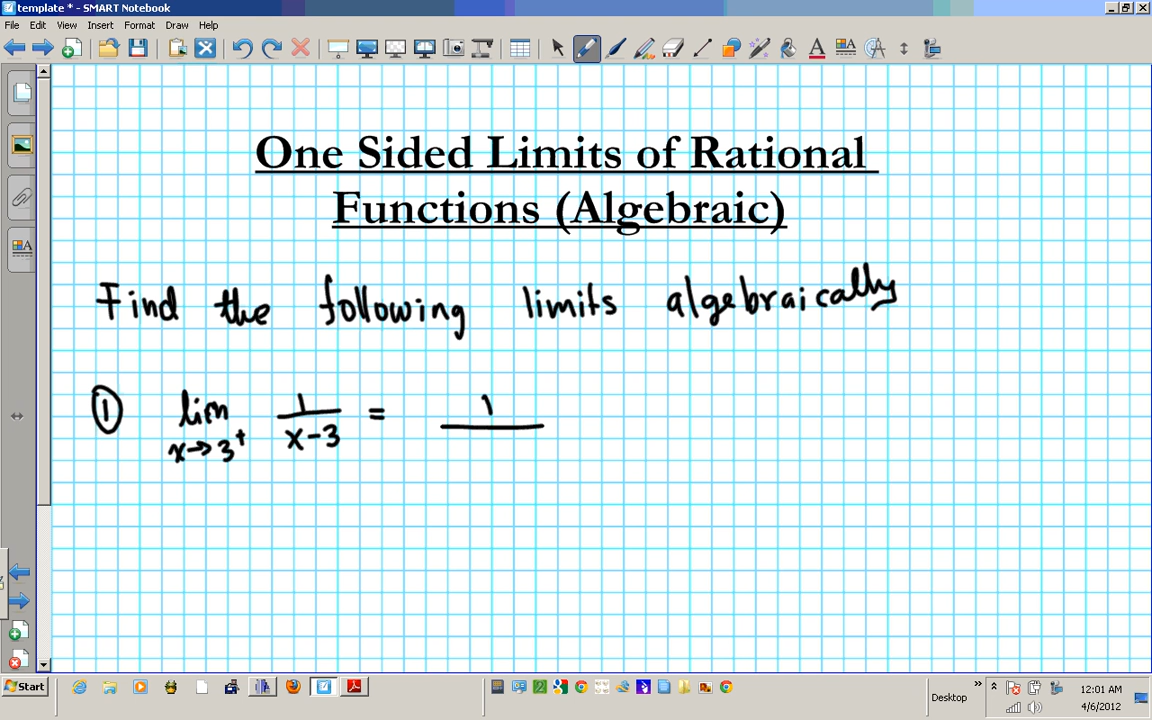 template * - SMART Notebook
File Edit View Insert Format Draw Help
One Sided Limits of Rational
Functions (Algebraic)
Find the following limits algebraically
① lim x→3⁺ 1/(x-3) = 1/
Start
Desktop
12:01 AM
4/6/2012